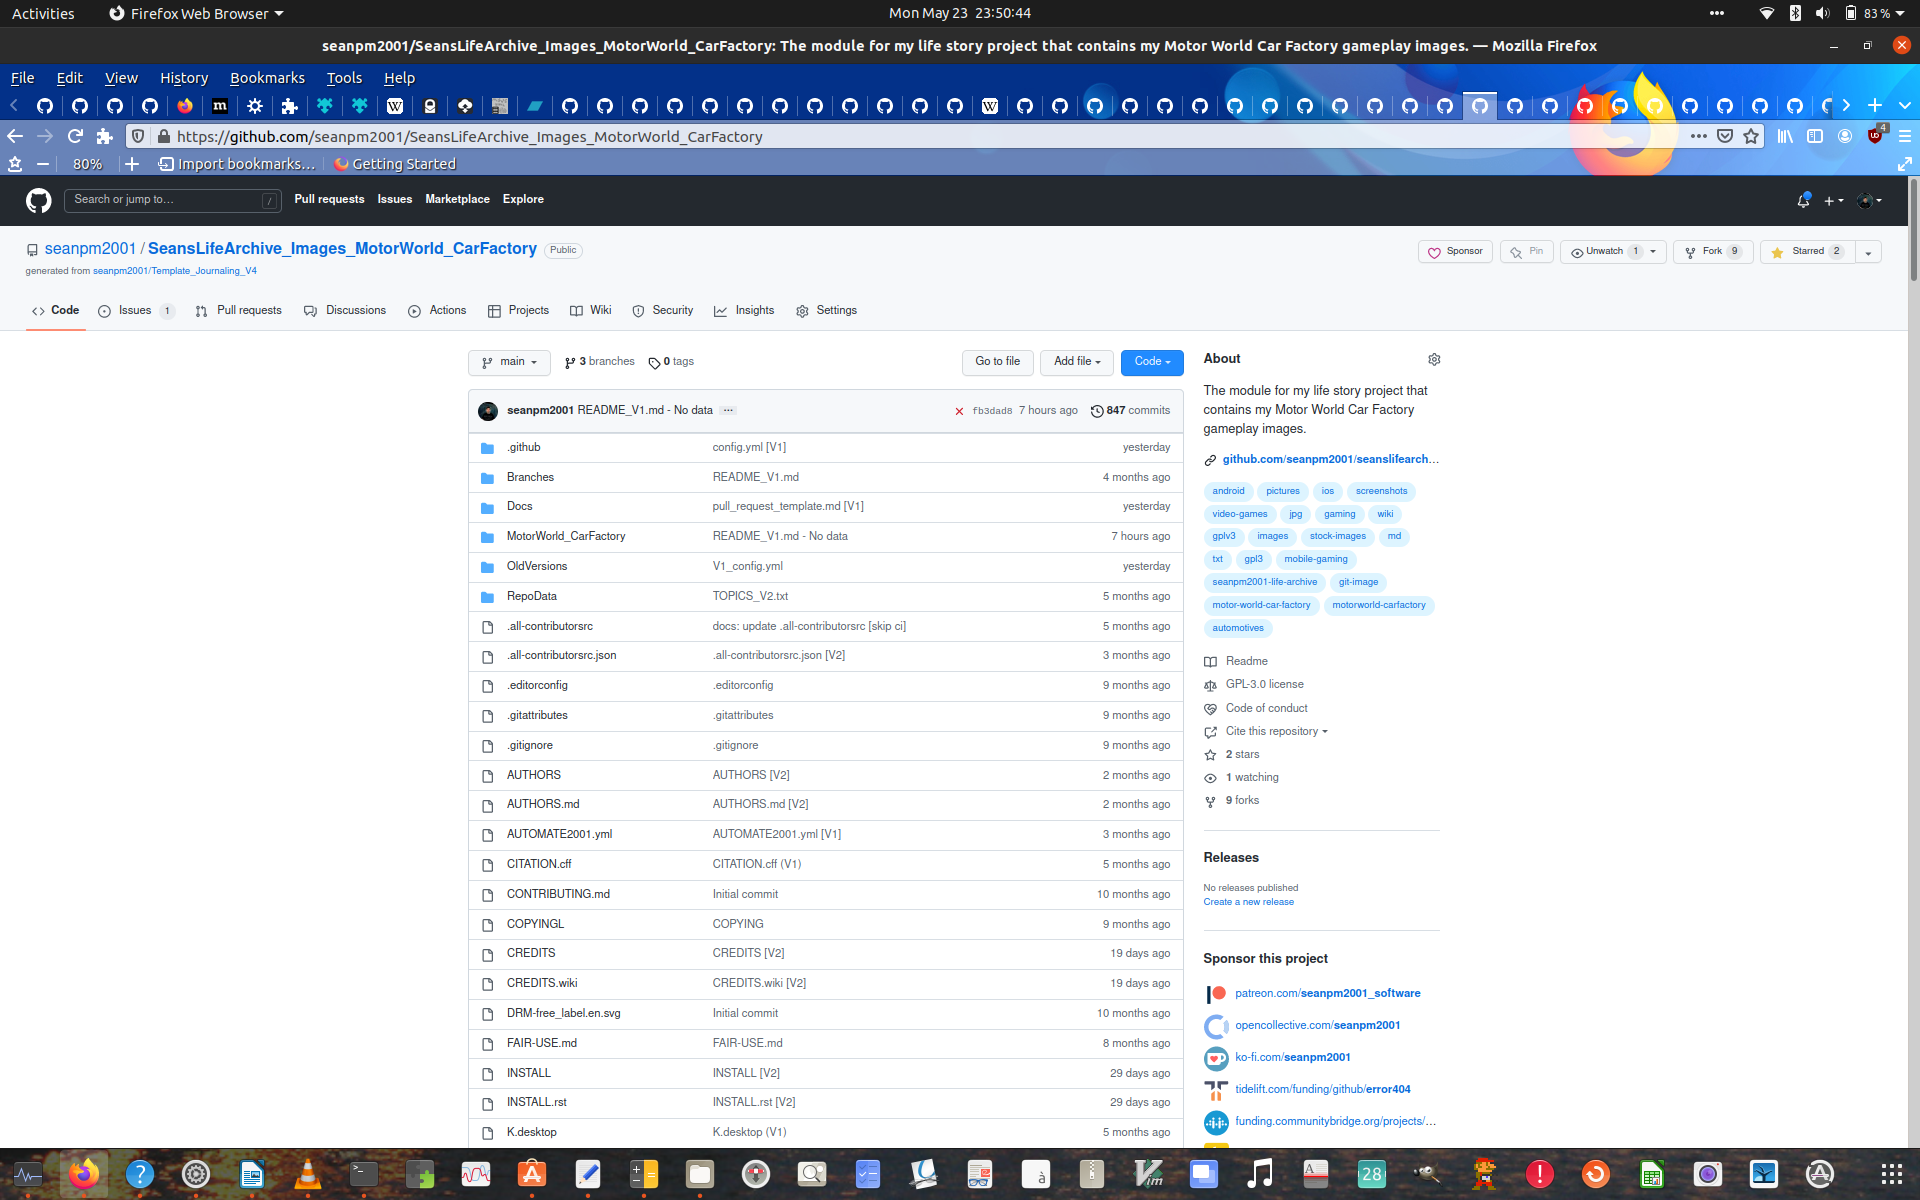 Activities Firefox Web Browser Mon May 23 23:50:44 83 %
seanpm2001/SeansLifeArchive_Images_MotorWorld_CarFactory: The module for my life story project that contains my Motor World Car Factory gameplay images. — Mozilla Firefox
File Edit View History Bookmarks Tools Help
https://github.com/seanpm2001/SeansLifeArchive_Images_MotorWorld_CarFactory 4
80% Import bookmarks... Getting Started
Search or jump to... / Pull requests Issues Marketplace Explore
seanpm2001 / SeansLifeArchive_Images_MotorWorld_CarFactory Public Sponsor Pin Unwatch 1 Fork 9 Starred 2
generated from seanpm2001/Template_Journaling_V4
Code Issues 1 Pull requests Discussions Actions Projects Wiki Security Insights Settings
main 3 branches 0 tags Go to file Add file Code
seanpm2001 README_V1.md - No data ... fb3dad8 7 hours ago 847 commits
.github config.yml [V1] yesterday
Branches README_V1.md 4 months ago
Docs pull_request_template.md [V1] yesterday
MotorWorld_CarFactory README_V1.md - No data 7 hours ago
OldVersions V1_config.yml yesterday
RepoData TOPICS_V2.txt 5 months ago
.all-contributorsrc docs: update .all-contributorsrc [skip ci] 5 months ago
.all-contributorsrc.json .all-contributorsrc.json [V2] 3 months ago
.editorconfig .editorconfig 9 months ago
.gitattributes .gitattributes 9 months ago
.gitignore .gitignore 9 months ago
AUTHORS AUTHORS [V2] 2 months ago
AUTHORS.md AUTHORS.md [V2] 2 months ago
AUTOMATE2001.yml AUTOMATE2001.yml [V1] 3 months ago
CITATION.cff CITATION.cff (V1) 5 months ago
CONTRIBUTING.md Initial commit 10 months ago
COPYINGL COPYING 9 months ago
CREDITS CREDITS [V2] 19 days ago
CREDITS.wiki CREDITS.wiki [V2] 19 days ago
DRM-free_label.en.svg Initial commit 10 months ago
FAIR-USE.md FAIR-USE.md 8 months ago
INSTALL INSTALL [V2] 29 days ago
INSTALL.rst INSTALL.rst [V2] 29 days ago
K.desktop K.desktop (V1) 5 months ago
About
The module for my life story project that
contains my Motor World Car Factory
gameplay images.
github.com/seanpm2001/seanslifearch...
android pictures ios screenshots
video-games jpg gaming wiki
gplv3 images stock-images md
txt gpl3 mobile-gaming
seanpm2001-life-archive git-image
motor-world-car-factory motorworld-carfactory
automotives
Readme
GPL-3.0 license
Code of conduct
Cite this repository
2 stars
1 watching
9 forks
Releases
No releases published
Create a new release
Sponsor this project
patreon.com/seanpm2001_software
opencollective.com/seanpm2001
ko-fi.com/seanpm2001
tidelift.com/funding/github/error404
funding.communitybridge.org/projects/...
28